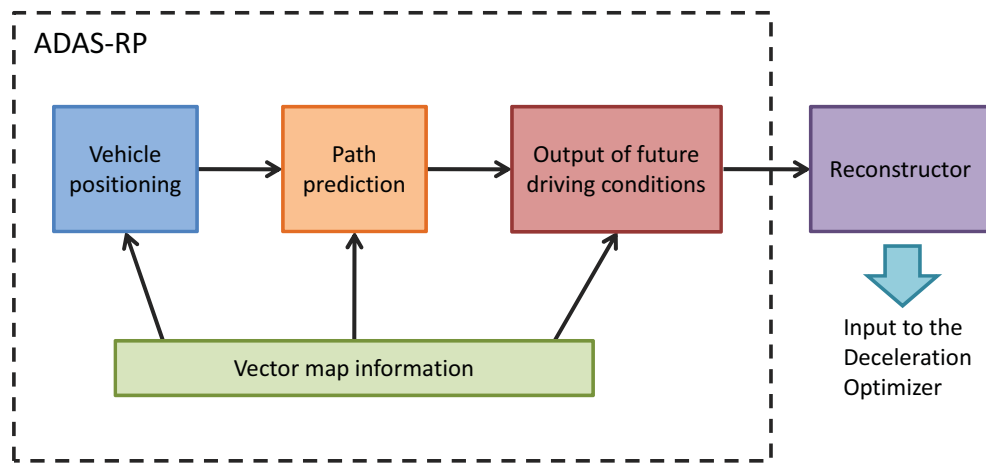 ADAS-RP
Vehicle
positioning
Path
prediction
Output of future
driving conditions
Reconstructor
Vector map information
Input to the
Deceleration
Optimizer